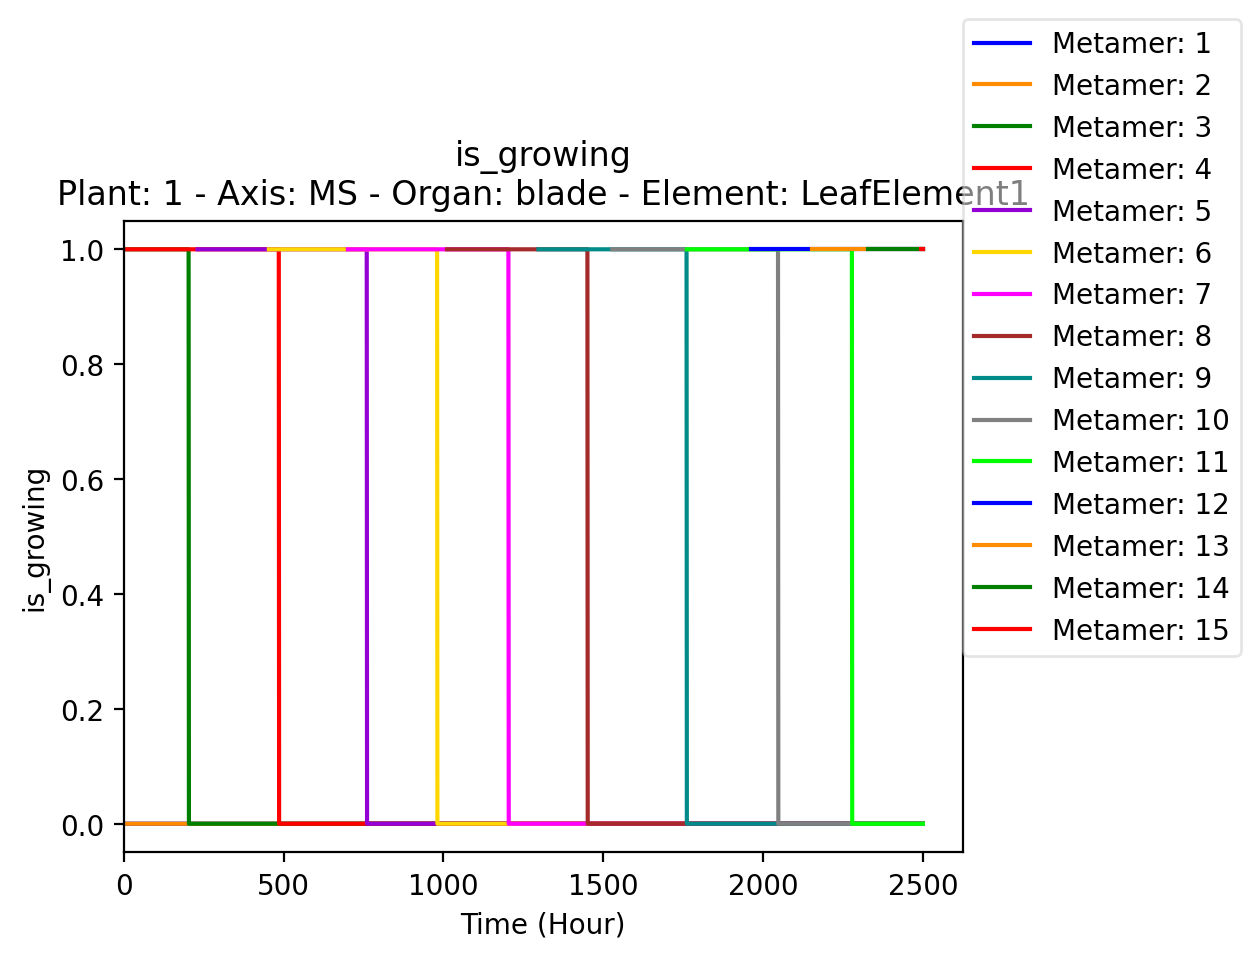 is_growing
Plant: 1 - Axis: MS - Organ: blade - Element: LeafElement1
Metamer: 1
Metamer: 2
Metamer: 3
Metamer: 4
Metamer: 5
Metamer: 6
Metamer: 7
Metamer: 8
Metamer: 9
Metamer: 10
Metamer: 11
Metamer: 12
Metamer: 13
Metamer: 14
Metamer: 15
is_growing
1.0
0.8
0.6
0.4
0.2
0.0
0 500 1000 1500 2000 2500
Time (Hour)